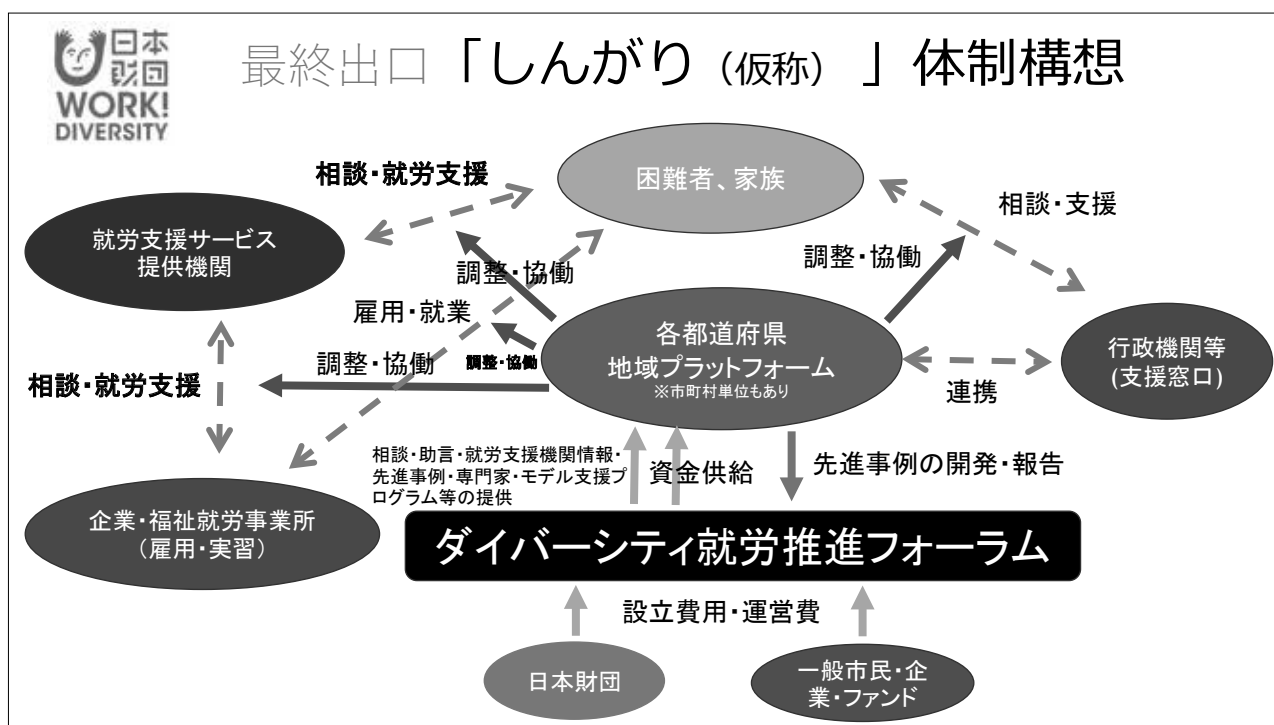 日本
財団
WORK!
DIVERSITY
最終出口「しんがり（仮称）」体制構想
相談・就労支援
困難者、家族
相談・支援
就労支援サービス
提供機関
調整・協働
調整・協働
雇用・就業
各都道府県
地域プラットフォーム
※市町村単位もあり
行政機関等
(支援窓口)
調整・協働
調整・協働
連携
相談・就労支援
相談・助言・就労支援機関情報・
先進事例・専門家・モデル支援プ
ログラム等の提供
資金供給
先進事例の開発・報告
企業・福祉就労事業所
（雇用・実習）
ダイバーシティ就労推進フォーラム
設立費用・運営費
日本財団
一般市民・企
業・ファンド